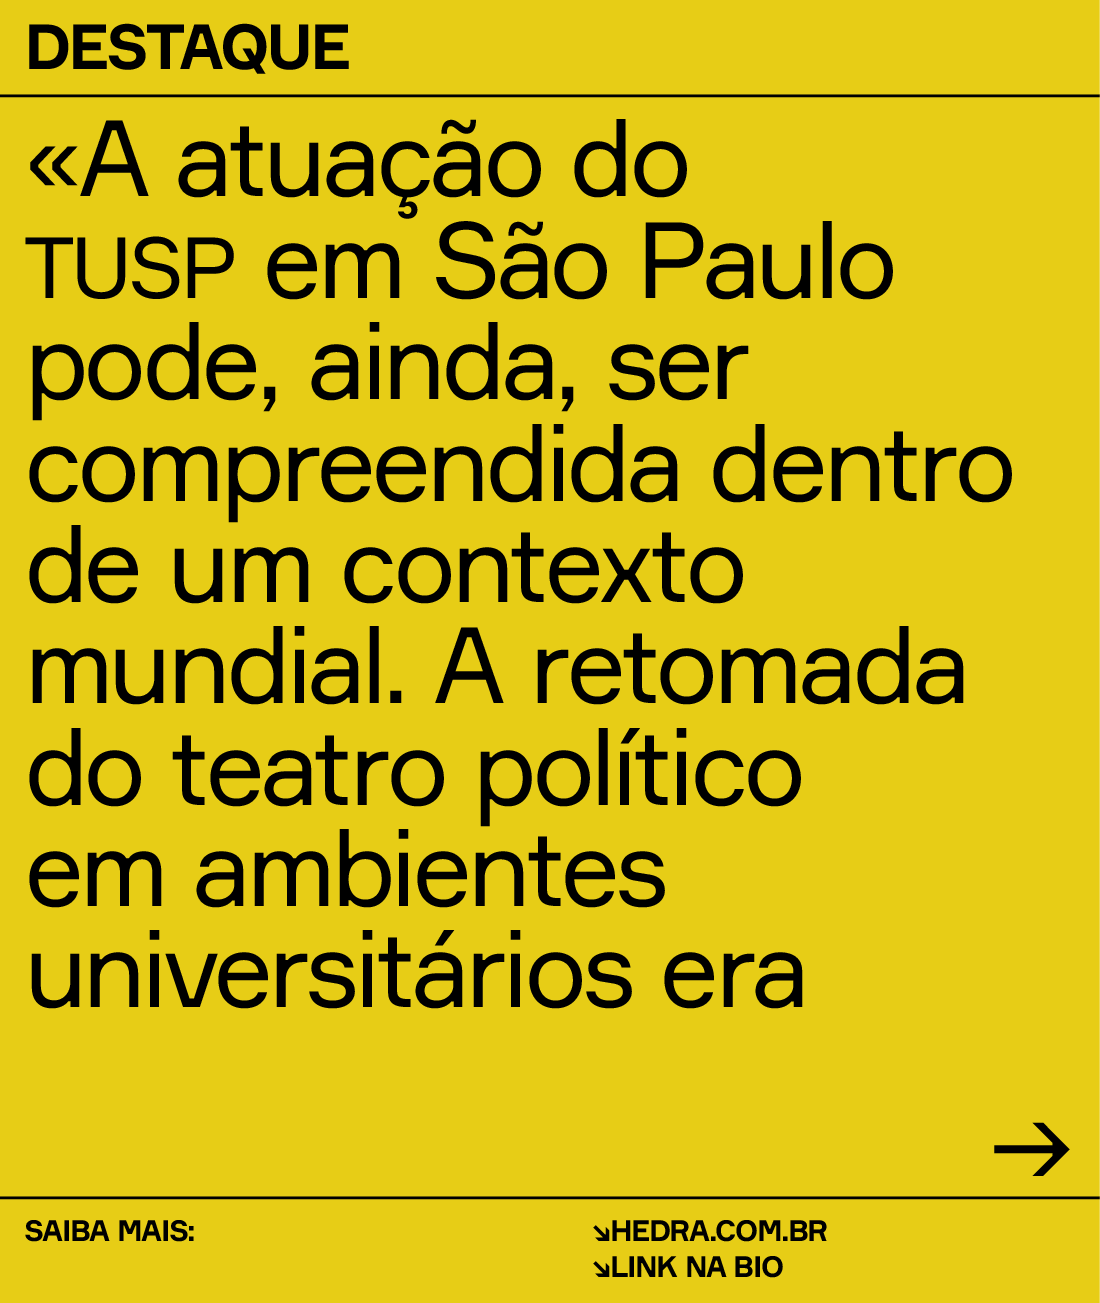 DESTAQUE
«A atuação do
TUSP em São Paulo
pode, ainda, ser
compreendida dentro
de um contexto
mundial. A retomada
do teatro político
em ambientes
universitários era
→
SAIBA MAIS:
↘HEDRA.COM.BR
↘LINK NA BIO